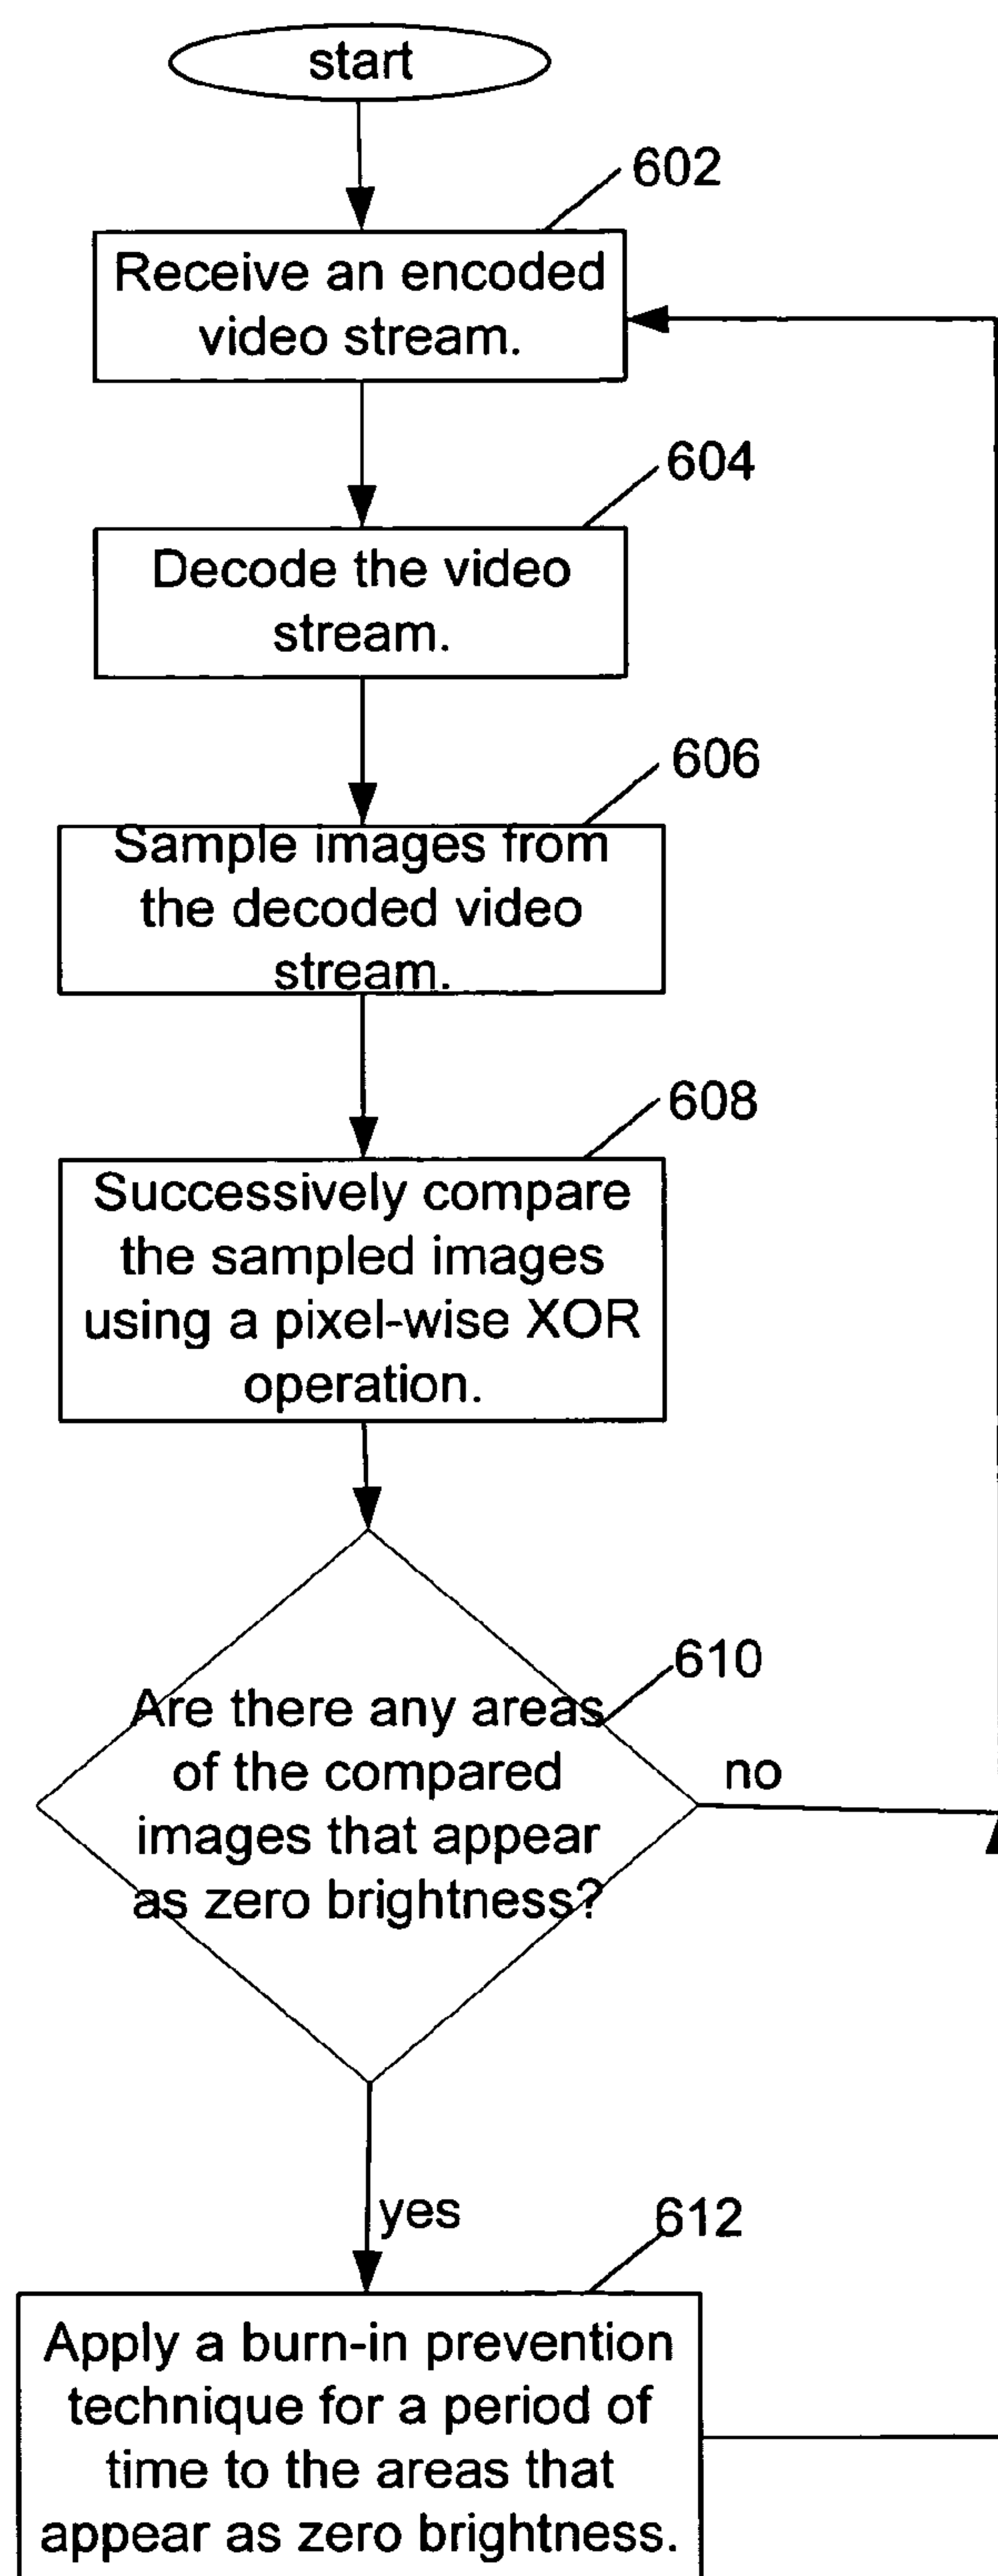 start
602
Receive an encoded
video stream.
604
Decode the video
stream.
606
Sample images from
the decoded video
stream.
608
Successively compare
the sampled images
using a pixel-wise XOR
operation.
610
Are there any areas
of the compared
images that appear
as zero brightness?
no
yes
612
Apply a burn-in prevention
technique for a period of
time to the areas that
appear as zero brightness.